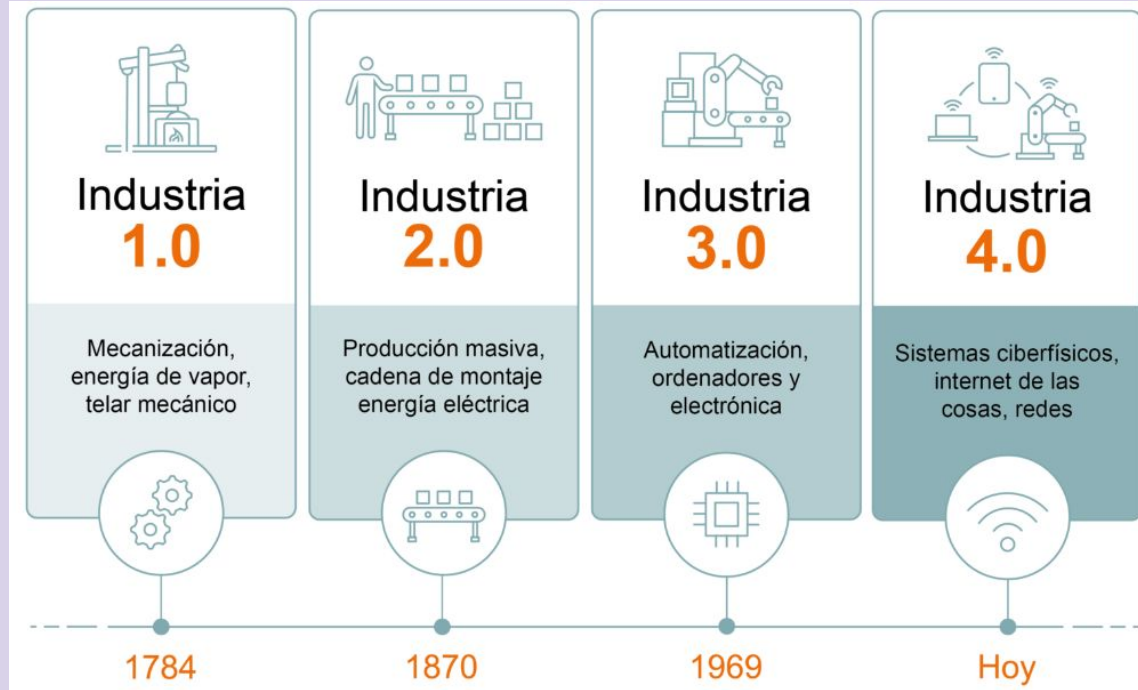 Industria
1.0
Mecanización,
energía de vapor,
telar mecánico
1784
Industria
2.0
Producción masiva,
cadena de montaje
energía eléctrica
1870
Industria
3.0
Automatización,
ordenadores y
electrónica
1969
Industria
4.0
Sistemas ciberfísicos,
internet de las
cosas, redes
Hoy